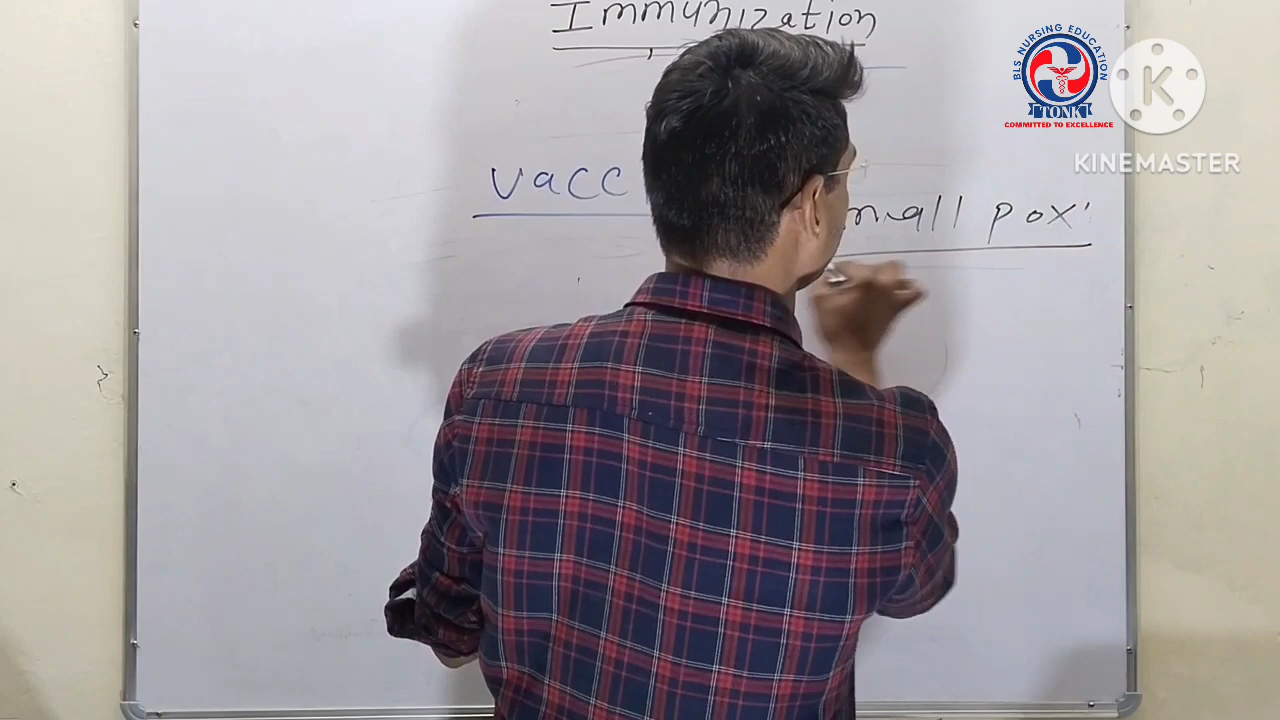 Immunization
vacc
mall pox'
BLS NURSING EDUCATION
TONK
COMMITTED TO EXCELLENCE
K
KINEMASTER